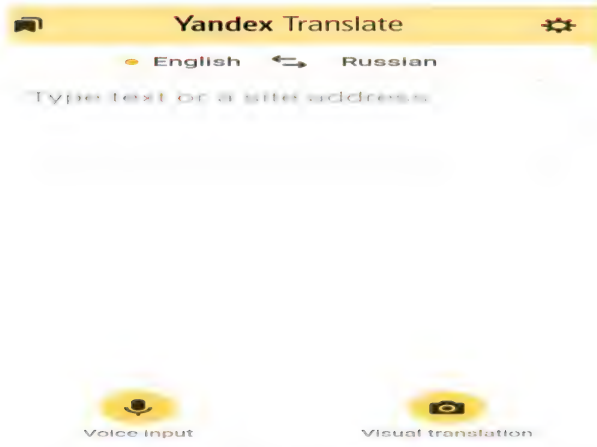 Yandex Translate
English Russian
Type text or a site address
Voice input Visual translation